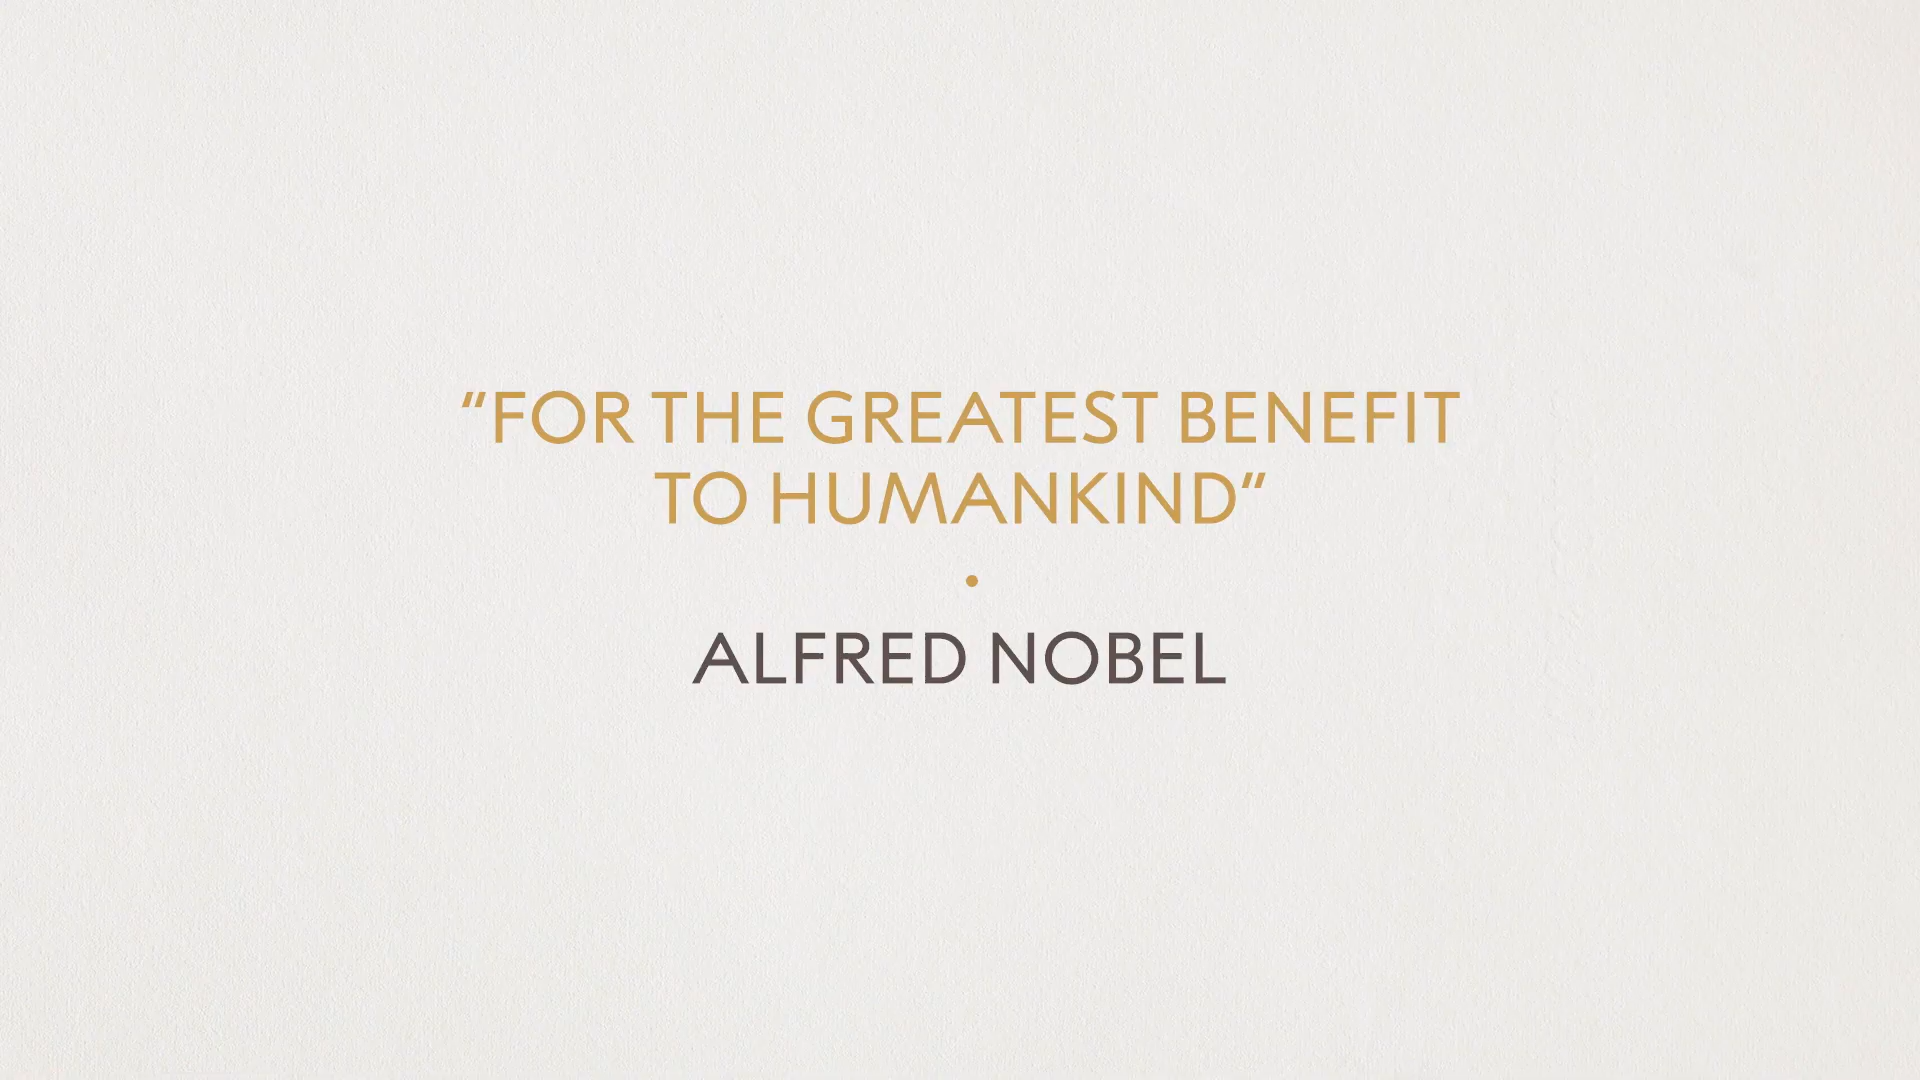 “FOR THE GREATEST BENEFIT
TO HUMANKIND“
•
ALFRED NOBEL